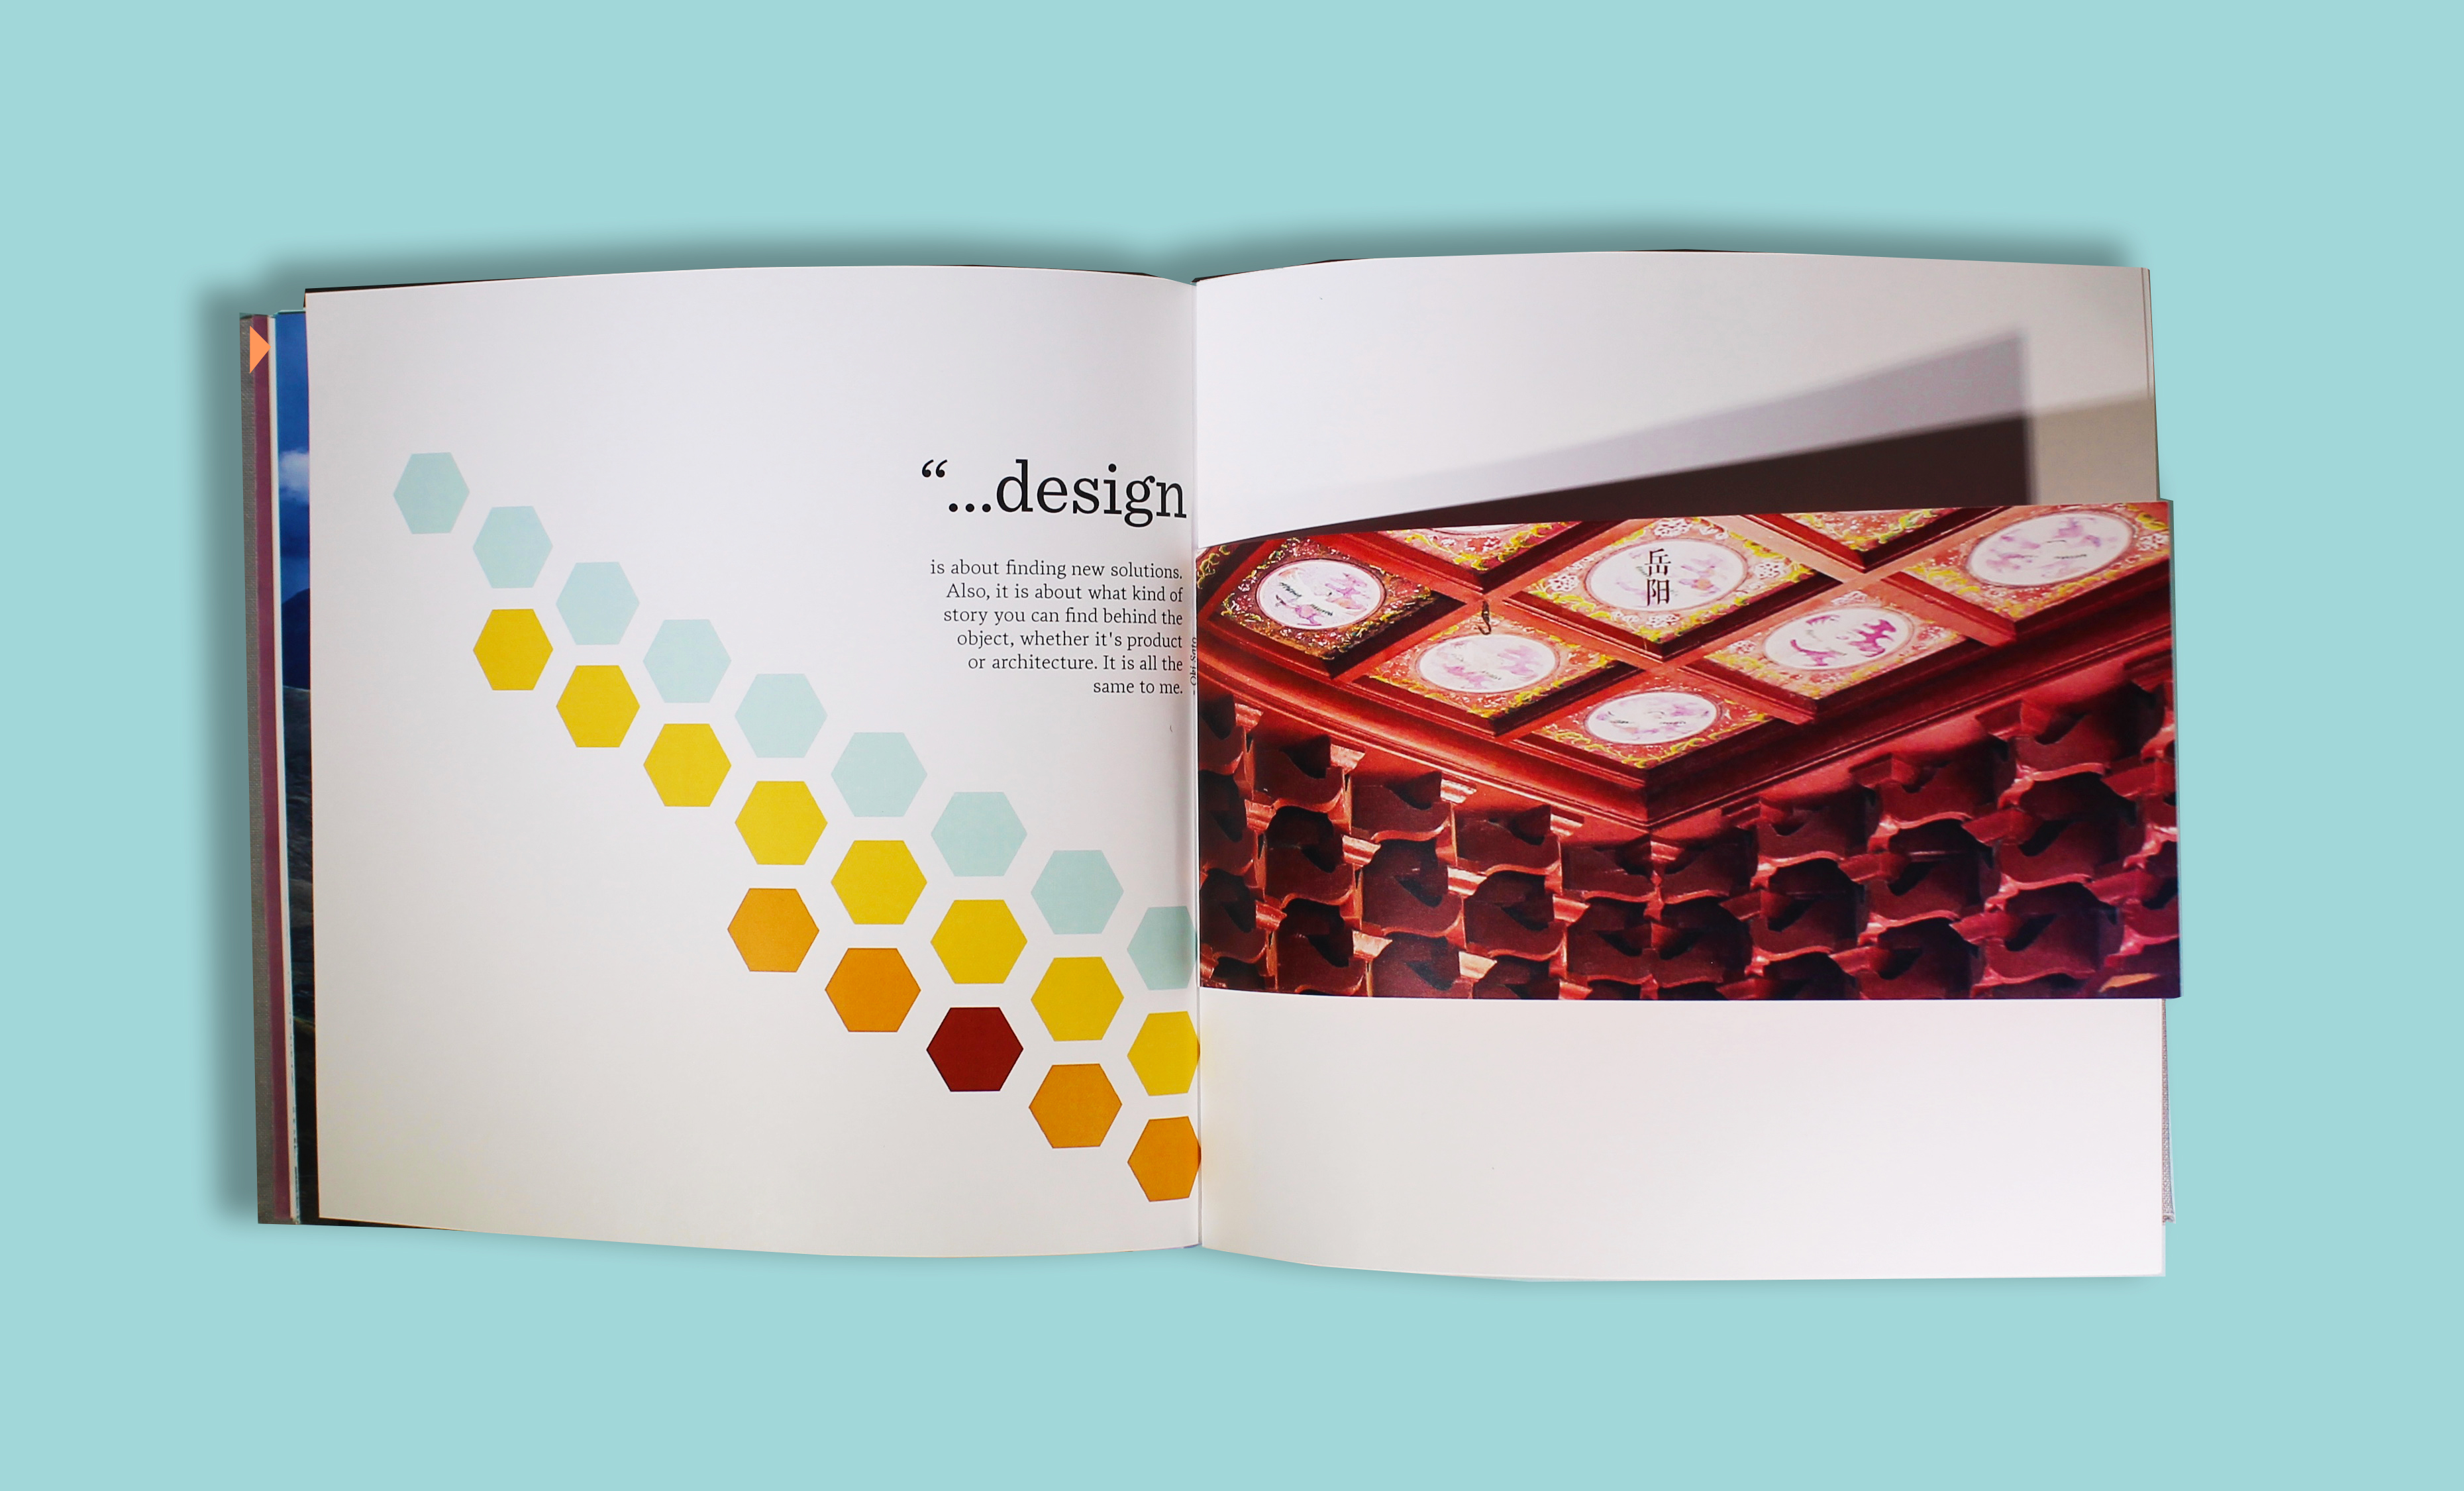 “...design
is about finding new solutions.
Also, it is about what kind of
story you can find behind the
object, whether it's product
or architecture. It is all the
same to me.
岳
阳